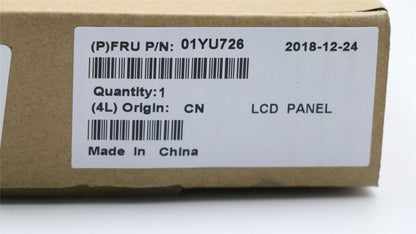 (P)FRU P/N: 01YU726 2018-12-24
Quantity:1
(4L) Origin: CN LCD PANEL
Made in China